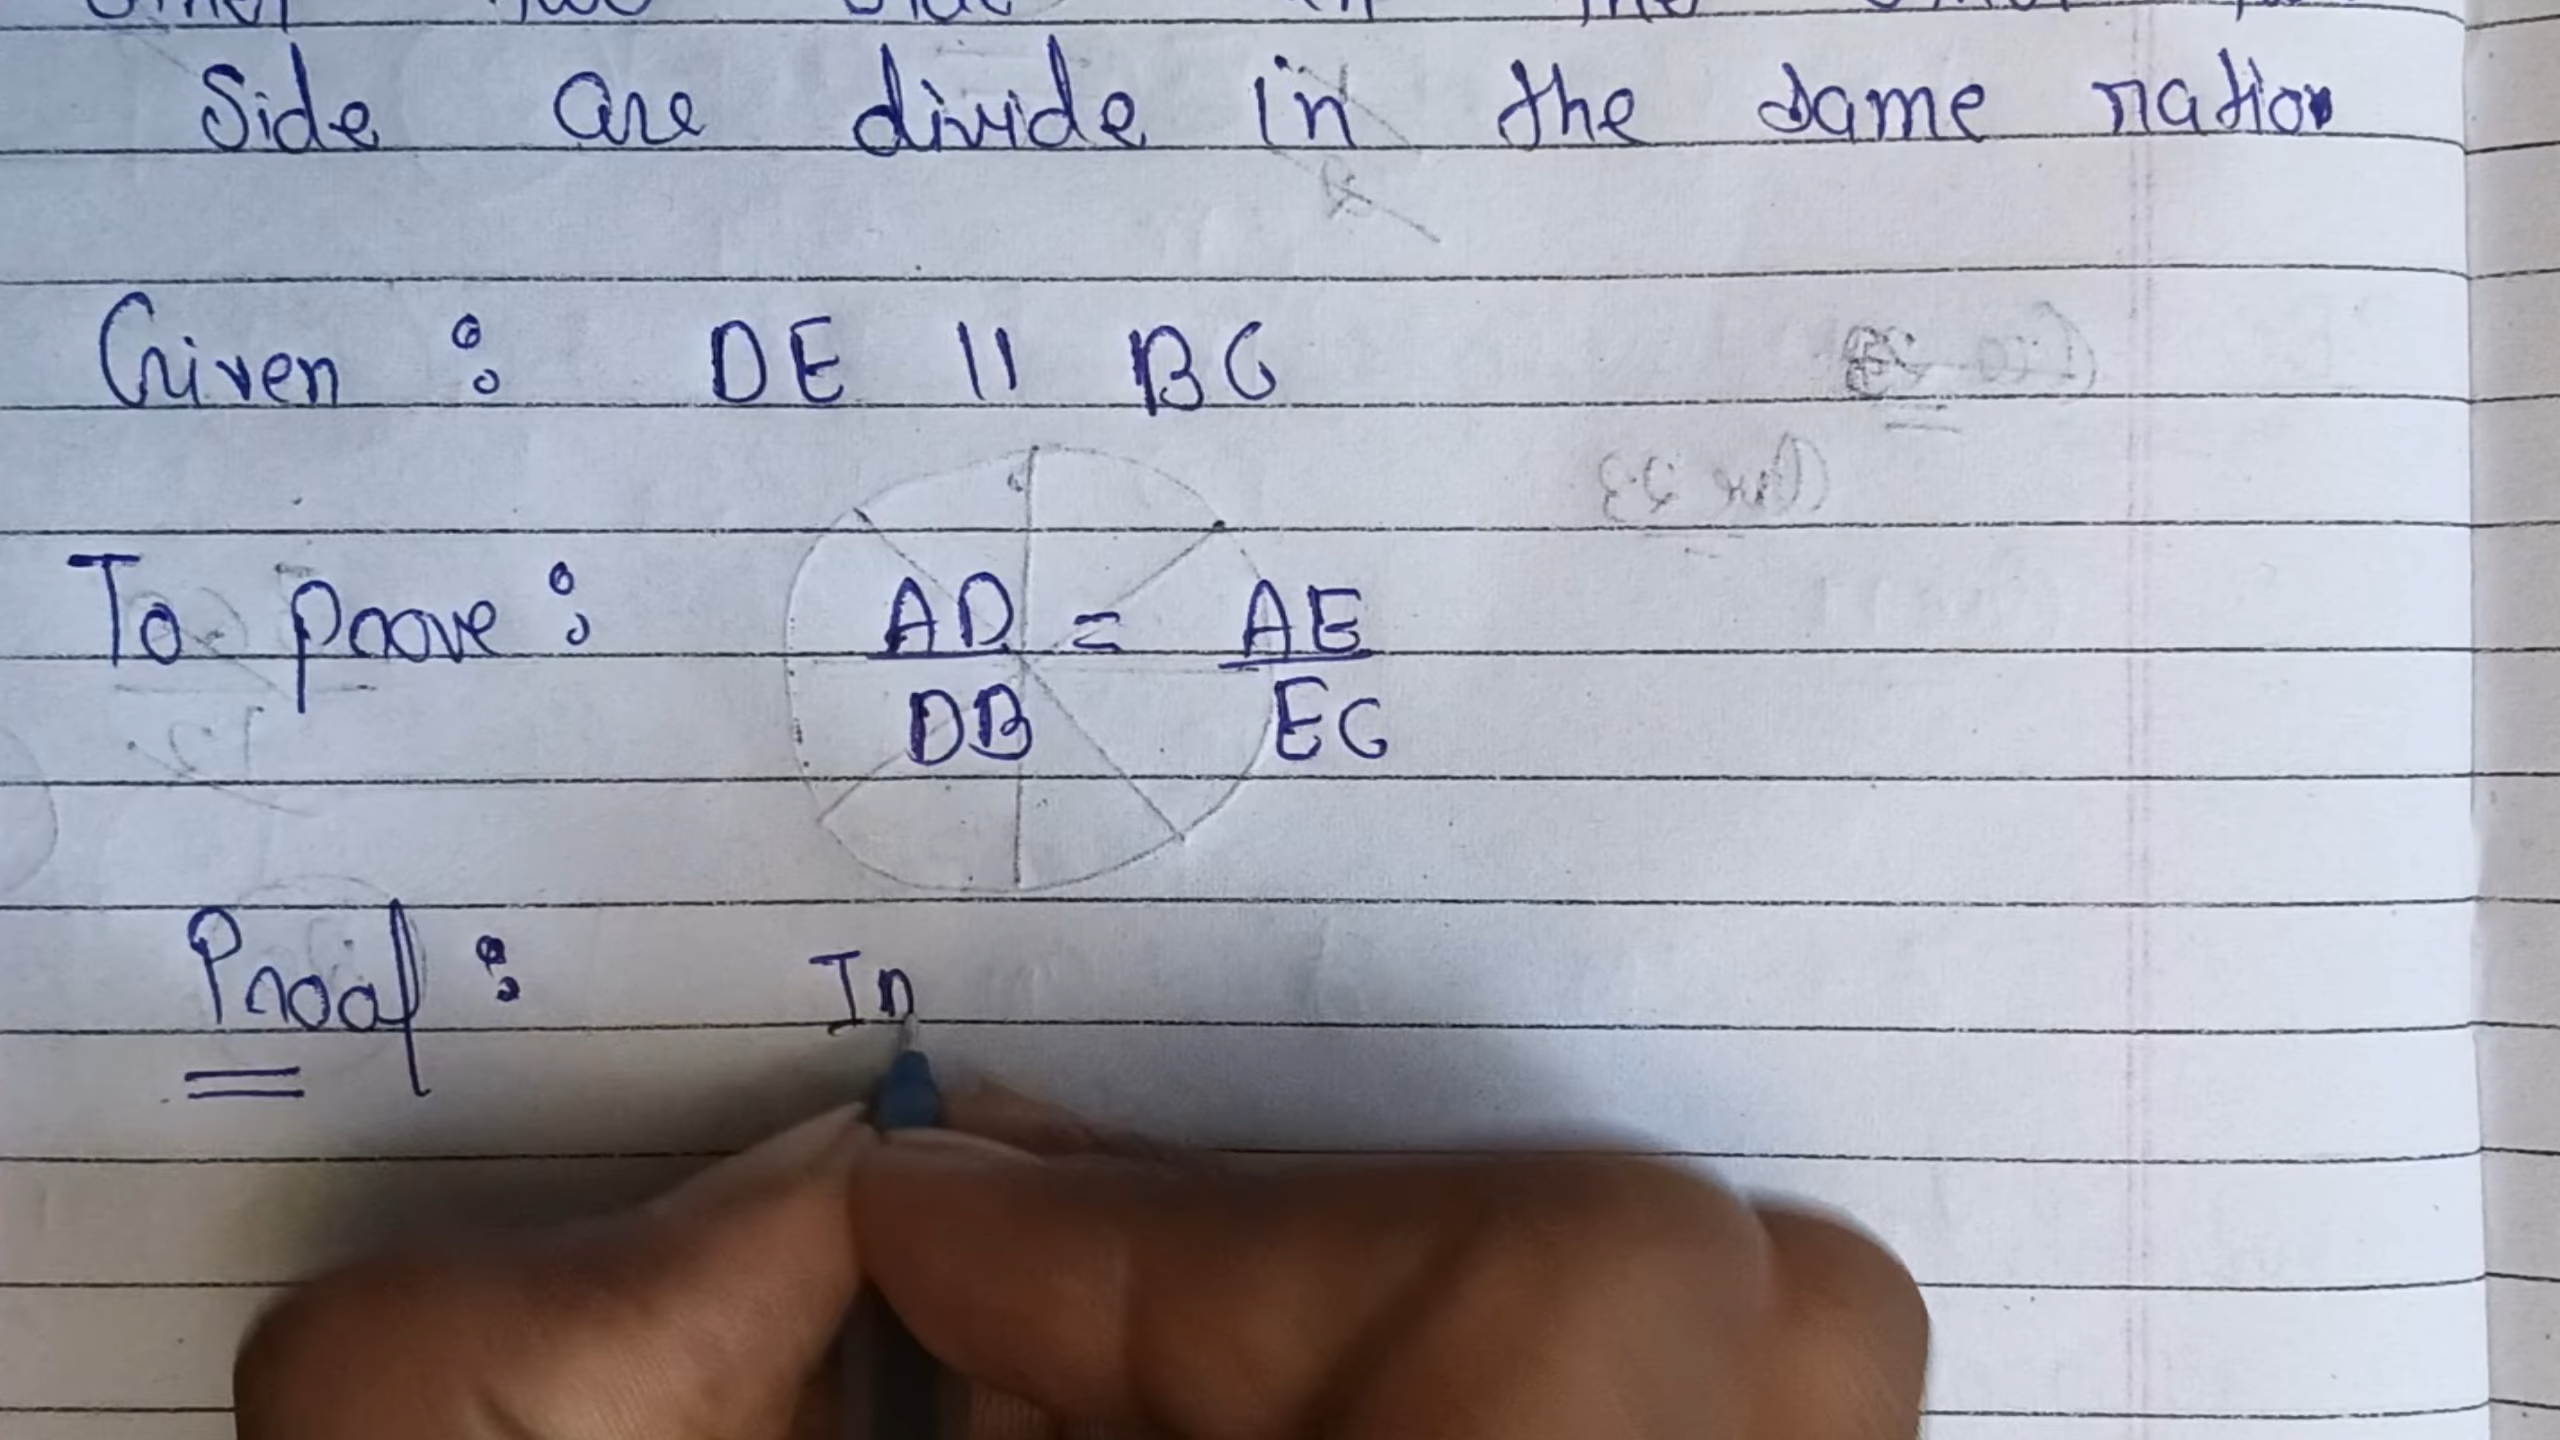 Side are divide in the same ratio
Given : DE || BC
To prove : AD = AE
DB EC
Proof : In